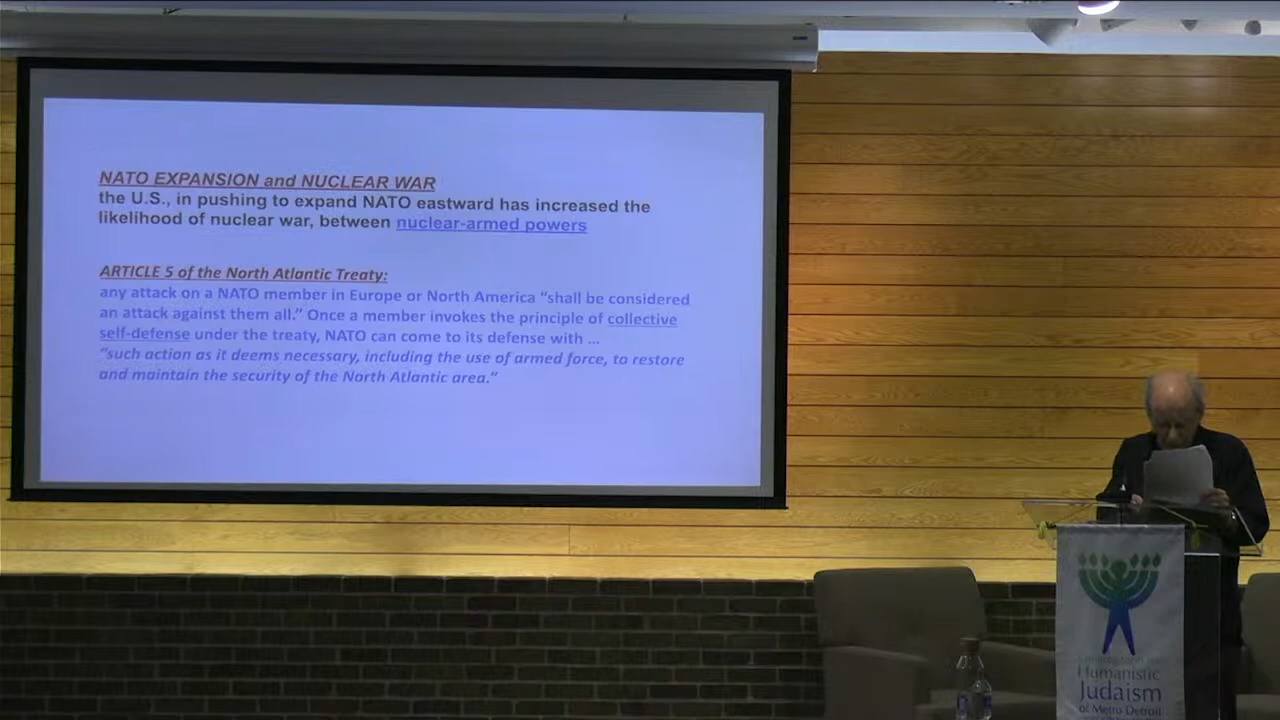 NATO EXPANSION and NUCLEAR WAR
the U.S., in pushing to expand NATO eastward has increased the
likelihood of nuclear war, between nuclear-armed powers
ARTICLE 5 of the North Atlantic Treaty:
any attack on a NATO member in Europe or North America “shall be considered
an attack against them all.” Once a member invokes the principle of collective
self-defense under the treaty, NATO can come to its defense with ...
“such action as it deems necessary, including the use of armed force, to restore
and maintain the security of the North Atlantic area.”
Humanistic
Judaism
of Metro Detroit